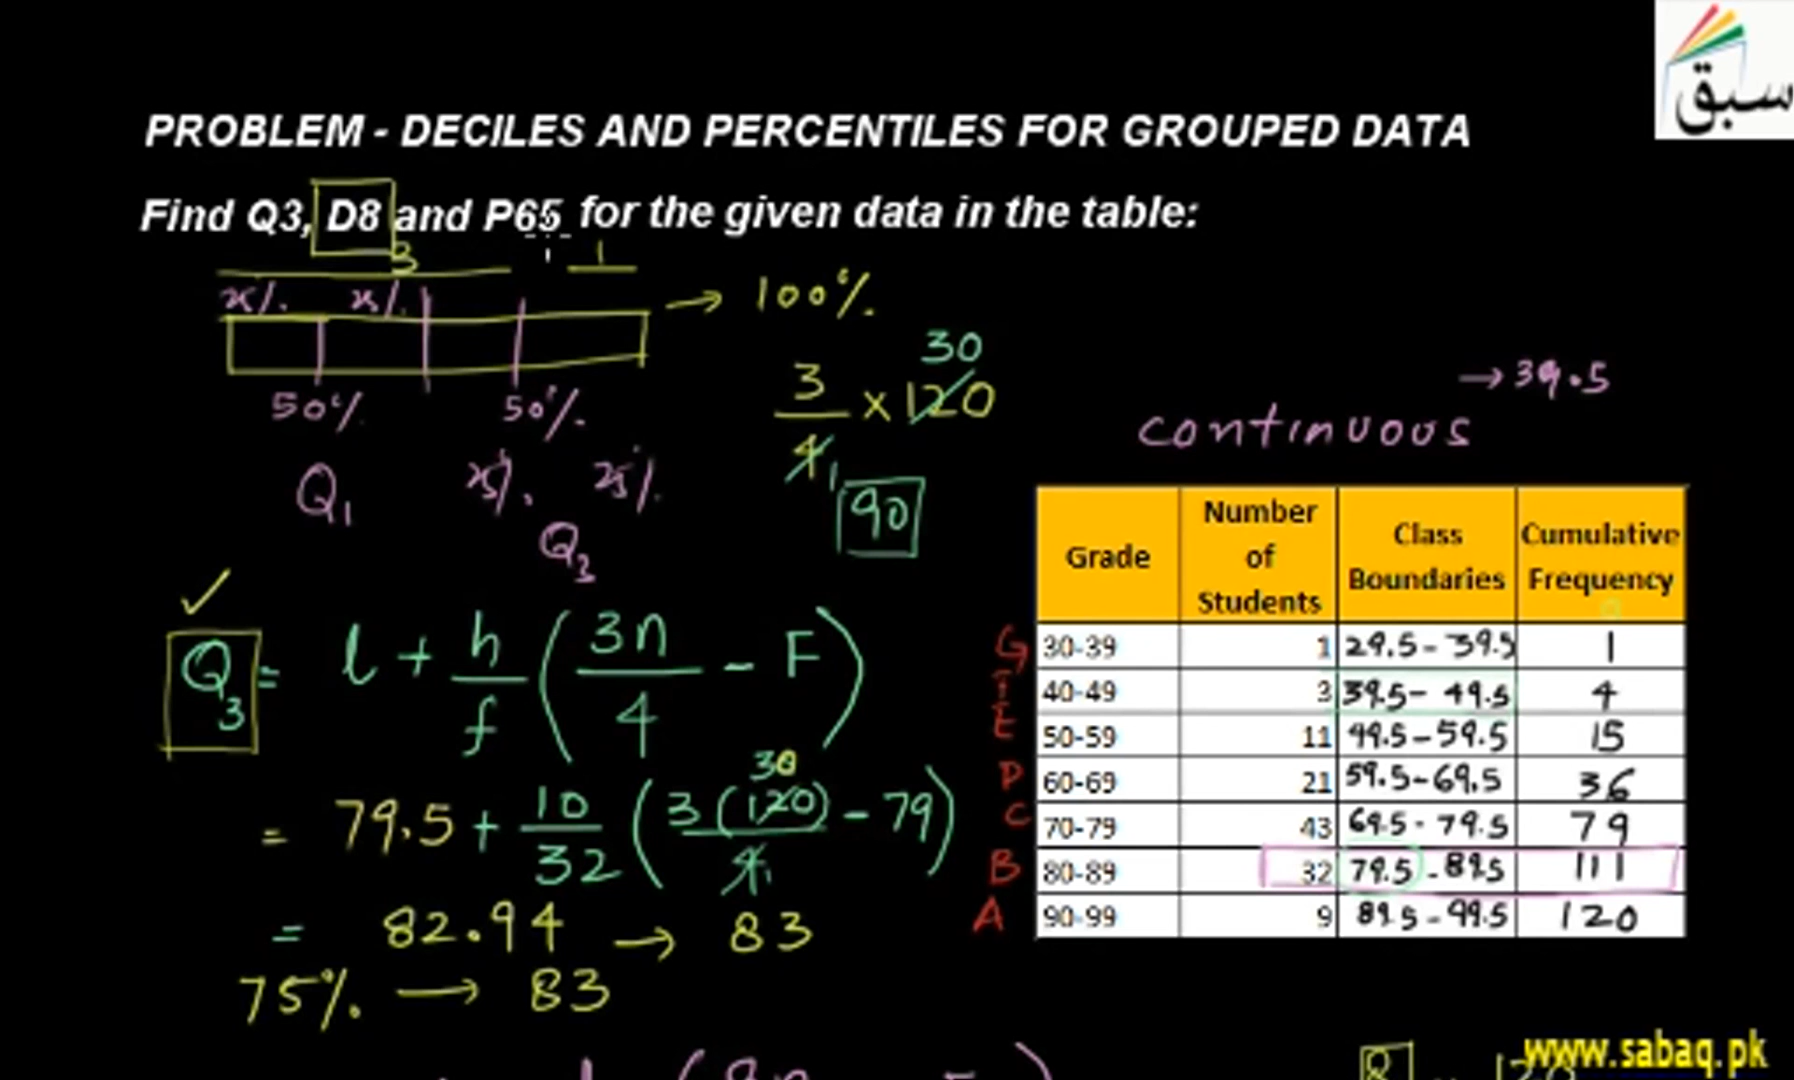 سبق
PROBLEM - DECILES AND PERCENTILES FOR GROUPED DATA
Find Q3, D8 and P65 for the given data in the table:
3 1
→ 100%
50% 50%
Q1
Q3
3/4 × 120
30
1
90
→ 39.5
continuous
Grade Number of Students Class Boundaries Cumulative Frequency
G 30-39 1 29.5 - 39.5 1
F 40-49 3 39.5 - 49.5 4
E 50-59 11 49.5 - 59.5 15
D 60-69 21 59.5 - 69.5 36
C 70-79 43 69.5 - 79.5 79
B 80-89 32 79.5 - 89.5 111
A 90-99 9 89.5 - 99.5 120
✓
Q3 = l + h/f (3n/4 - F)
30
= 79.5 + 10/32 (3(120)/4 - 79)
1
= 82.94 → 83
75% → 83
www.sabaq.pk